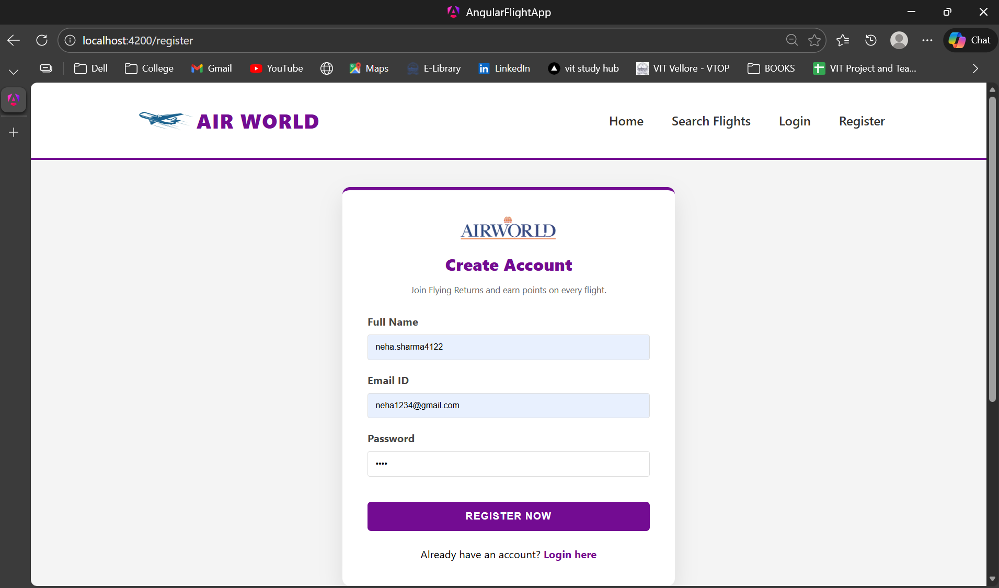 AngularFlightApp
localhost:4200/register
Chat
Dell
College
Gmail
YouTube
Maps
E-Library
LinkedIn
vit study hub
VIT Vellore - VTOP
BOOKS
VIT Project and Tea...
AIR WORLD
Home
Search Flights
Login
Register
AIRWORLD
Create Account
Join Flying Returns and earn points on every flight.
Full Name
neha.sharma4122
Email ID
neha1234@gmail.com
Password
••••
REGISTER NOW
Already have an account? Login here